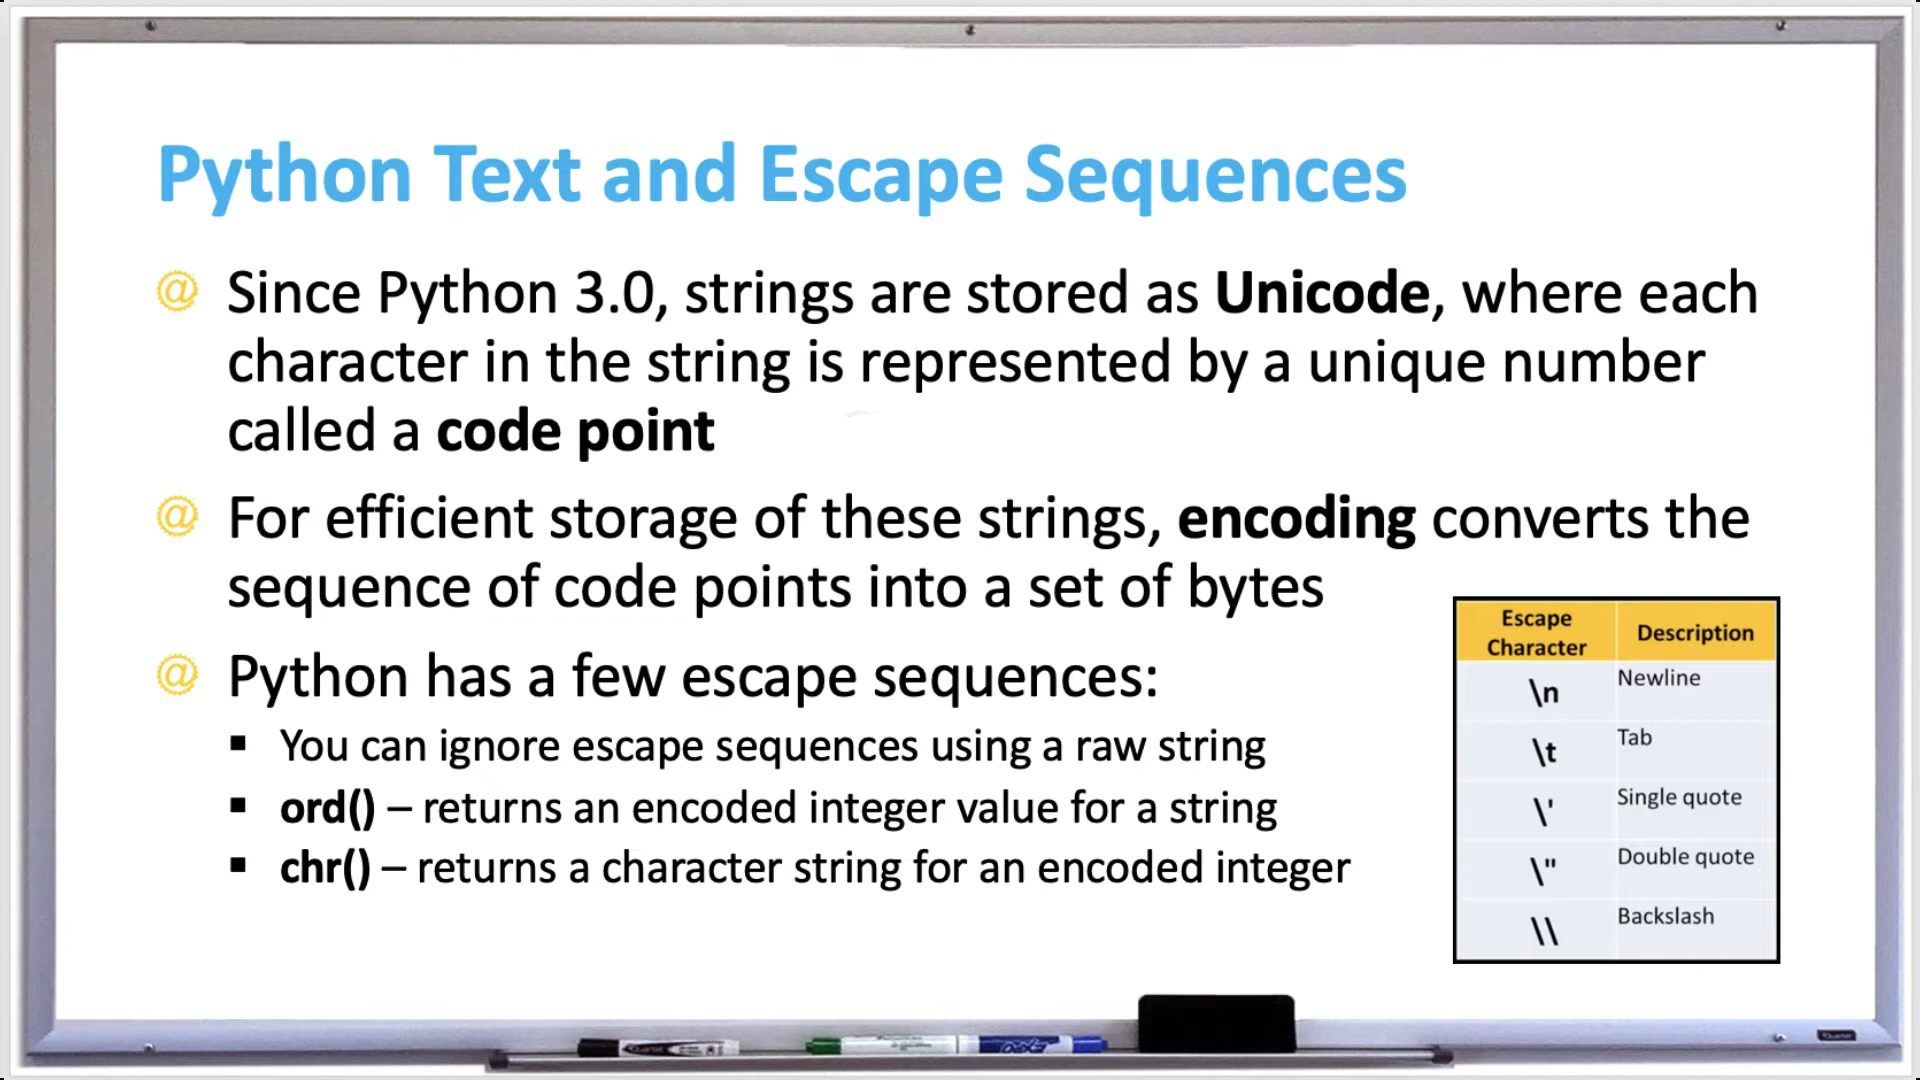 Python Text and Escape Sequences
@ Since Python 3.0, strings are stored as Unicode, where each
character in the string is represented by a unique number
called a code point
@ For efficient storage of these strings, encoding converts the
sequence of code points into a set of bytes
@ Python has a few escape sequences:
▪ You can ignore escape sequences using a raw string
▪ ord() – returns an encoded integer value for a string
▪ chr() – returns a character string for an encoded integer
Escape
Character
Description
\n Newline
\t Tab
\' Single quote
\" Double quote
\\ Backslash